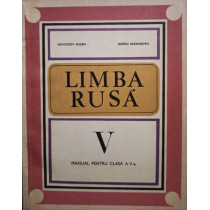 LIMBA
RUSĂ
V
MANUAL PENTRU CLASA A V-a